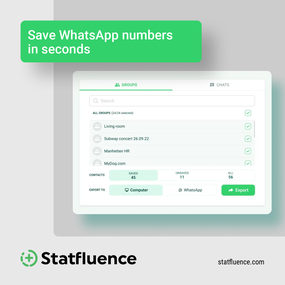 Save WhatsApp numbers
in seconds
GROUPS CHATS
Search
ALL GROUPS
Living room
Subway concert 26.09.22
Manhetten HR
MyDog.com
CONTACTS SAVED UNSAVED ALL
45 11 56
EXPORT TO Computer WhatsApp Export
Statfluence
statfluence.com